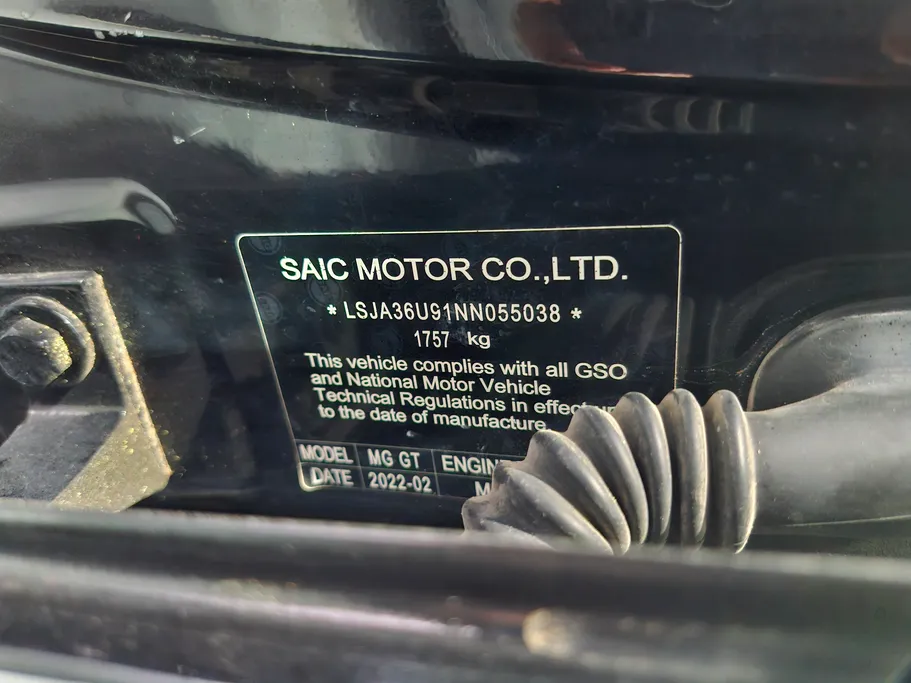 SAIC MOTOR CO.,LTD.
* LSJA36U91NN055038 *
1757 kg
This vehicle complies with all GSO
and National Motor Vehicle
Technical Regulations in effect
to the date of manufacture
MODEL MG GT
DATE 2022-02